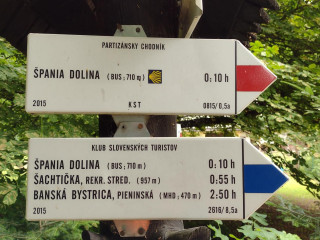 PARTIZÁNSKY CHODNÍK
ŠPANIA DOLINA (BUS; 710 m) 0:10 h
2015 KST 0815/0,5a
KLUB SLOVENSKÝCH TURISTOV
ŠPANIA DOLINA (BUS; 710 m) 0:10 h
ŠACHTIČKA, REKR. STRED. (957 m) 0:55 h
BANSKÁ BYSTRICA, PIENINSKÁ (MHD; 470 m) 2:50 h
2015 2616/8,5a